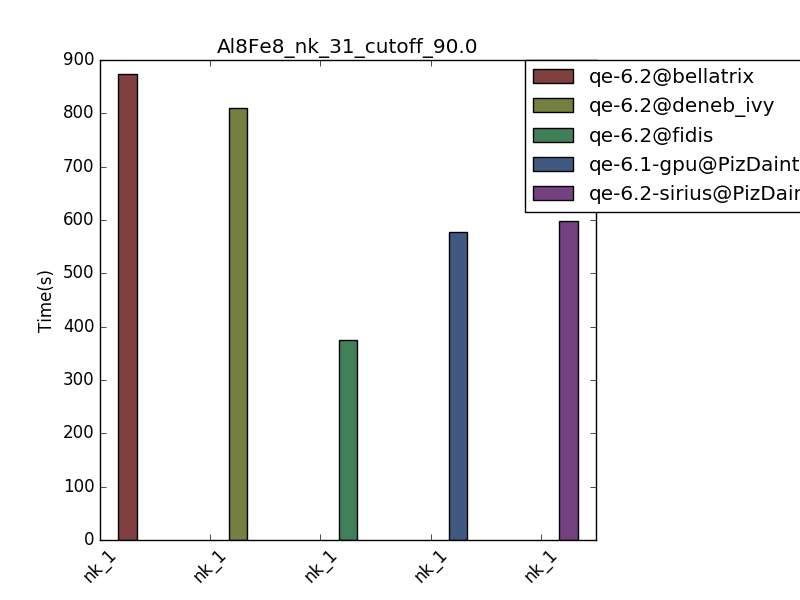 Al8Fe8_nk_31_cutoff_90.0
900
800
700
600
500
400
300
200
100
0
Time(s)
nk_1
nk_1
nk_1
nk_1
nk_1
qe-6.2@bellatrix
qe-6.2@deneb_ivy
qe-6.2@fidis
qe-6.1-gpu@PizDaint
qe-6.2-sirius@PizDain